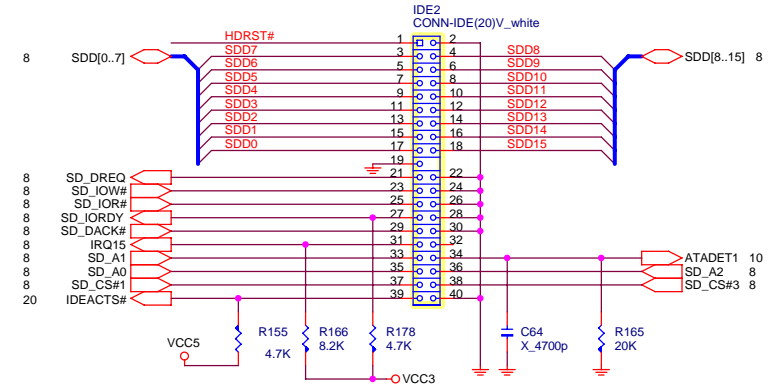 IDE2
CONN-IDE(20)V_white
HDRST# 1 2
8 SDD[0..7] SDD7 3 4 SDD8 SDD[8..15] 8
SDD6 5 6 SDD9
SDD5 7 8 SDD10
SDD4 9 10 SDD11
SDD3 11 12 SDD12
SDD2 13 14 SDD13
SDD1 15 16 SDD14
SDD0 17 18 SDD15
19
8 SD_DREQ 21 22
8 SD_IOW# 23 24
8 SD_IOR# 25 26
8 SD_IORDY 27 28
8 SD_DACK# 29 30
8 IRQ15 31 32
8 SD_A1 33 34 ATADET1 10
8 SD_A0 35 36 SD_A2 8
8 SD_CS#1 37 38 SD_CS#3 8
20 IDEACTS# 39 40
R155 R166 R178 C64 R165
VCC5 4.7K 8.2K 4.7K X_4700p 20K
VCC3